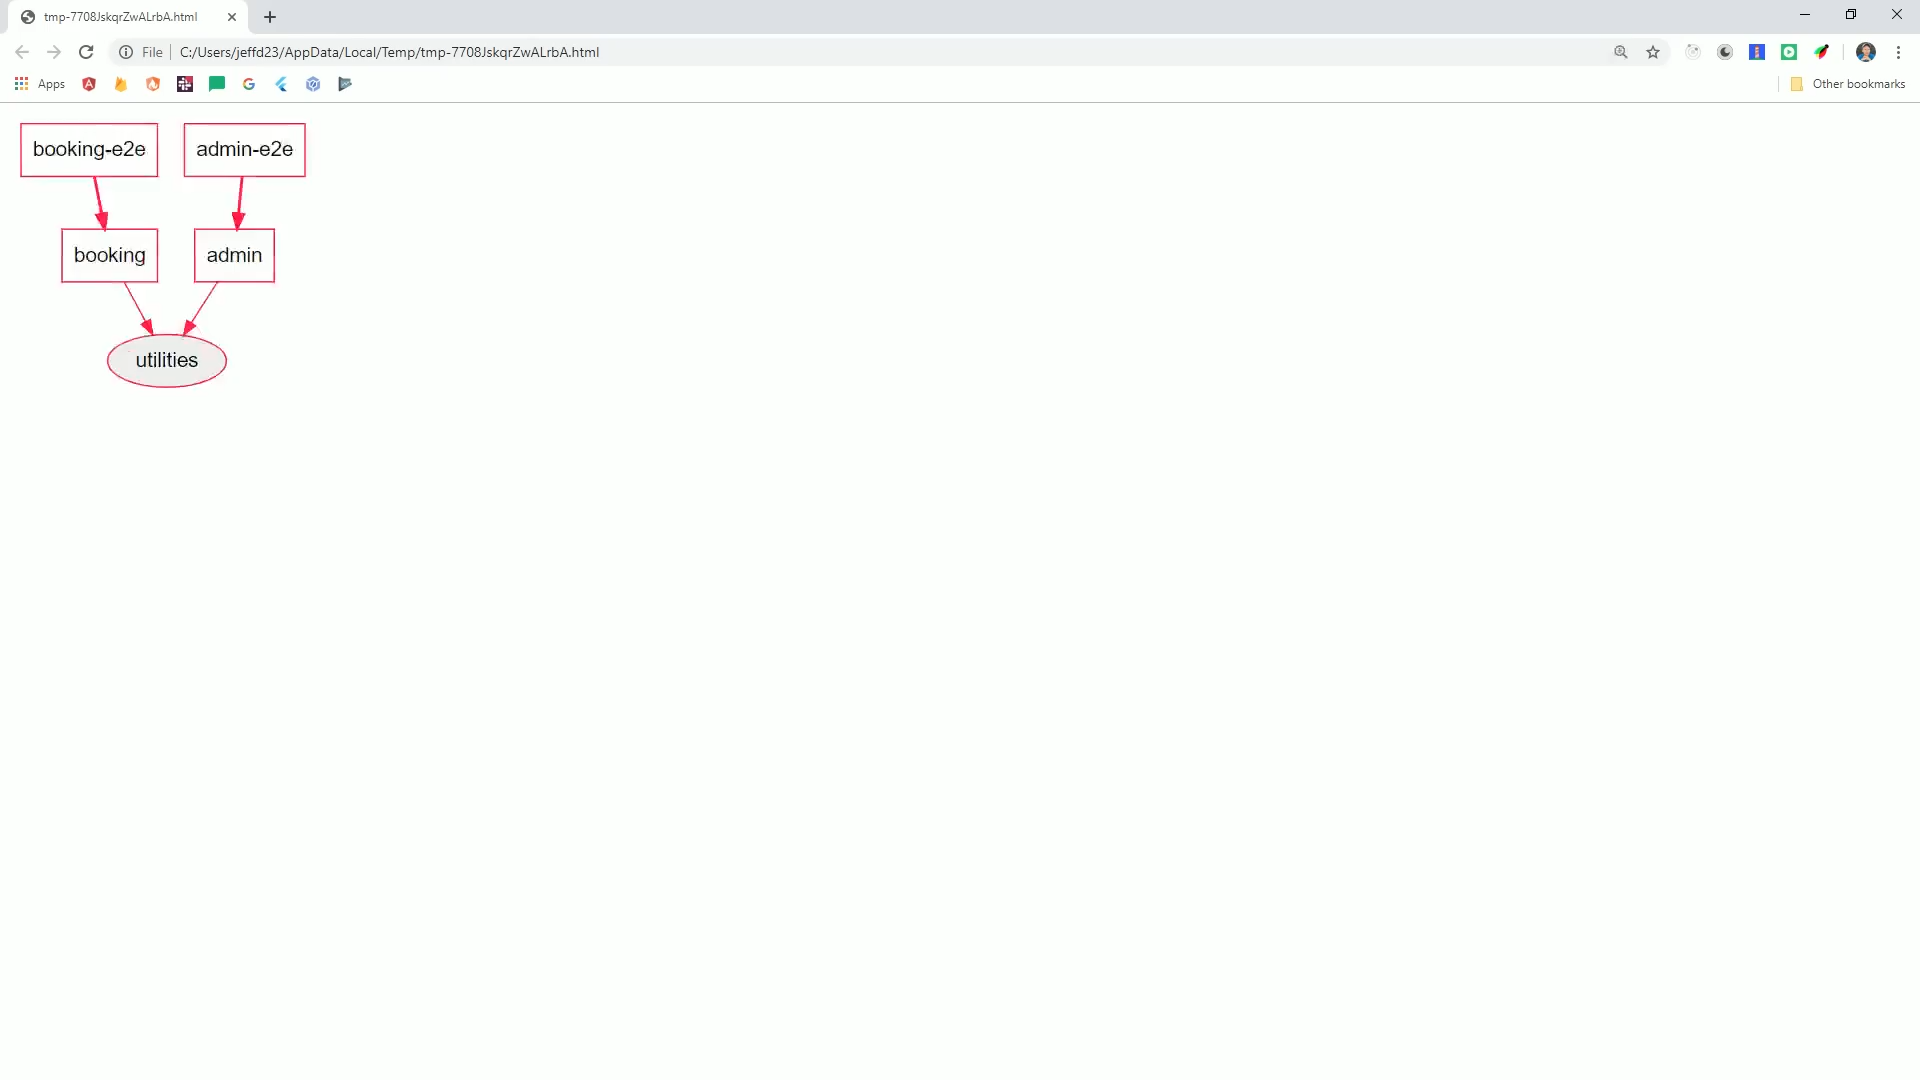 tmp-7708JskqrZwALrbA.html
File C:/Users/jeffd23/AppData/Local/Temp/tmp-7708JskqrZwALrbA.html
Apps
Other bookmarks
booking-e2e
admin-e2e
booking
admin
utilities